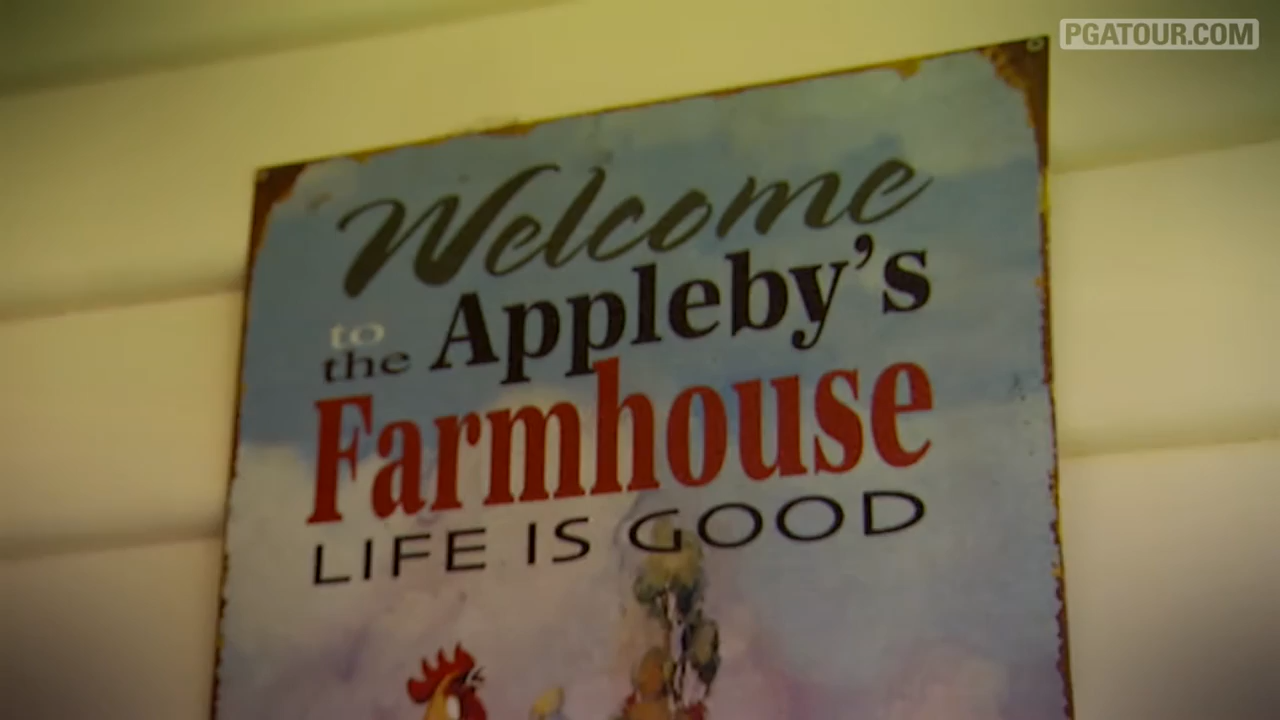 PGATOUR.COM
Welcome
to
the Appleby's
Farmhouse
LIFE IS GOOD